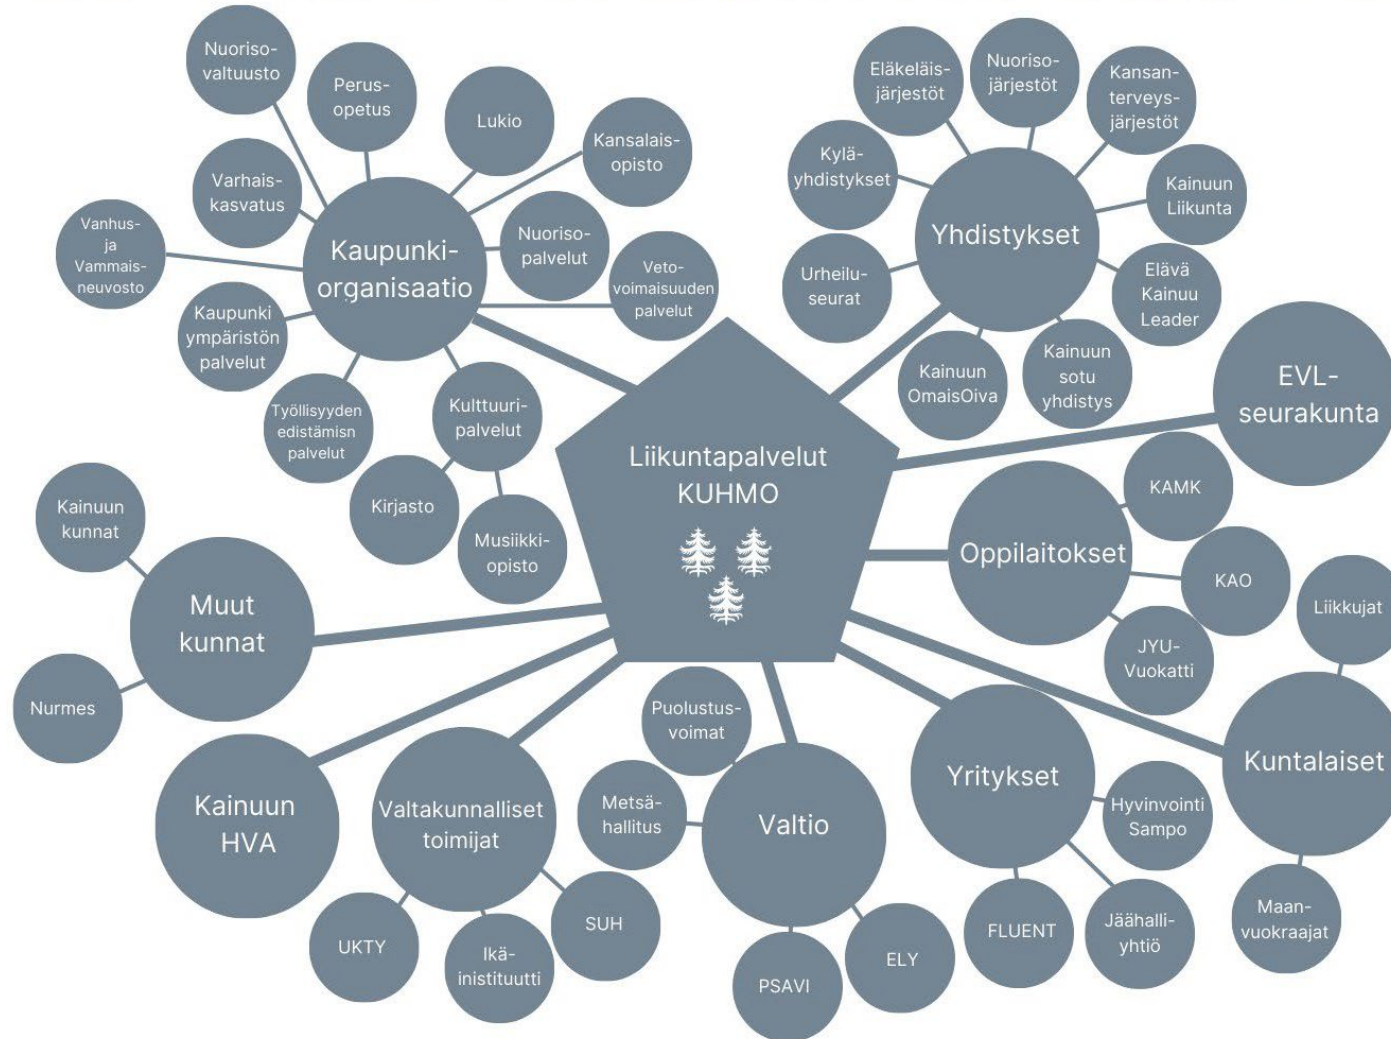 Nuoriso-
valtuusto
Perus-
opetus
Lukio
Kansalais-
opisto
Varhais-
kasvatus
Vanhus-
ja
Vammais-
neuvosto
Kaupunki-
organisaatio
Nuoriso-
palvelut
Veto-
voimaisuuden
palvelut
Kaupunki
ympäristön
palvelut
Työllisyyden
edistämisn
palvelut
Kulttuuri-
palvelut
Kirjasto
Musiikki-
opisto
Eläkeläis-
järjestöt
Nuoriso-
järjestöt
Kansan-
terveys-
järjestöt
Kylä-
yhdistykset
Yhdistykset
Kainuun
Liikunta
Urheilu-
seurat
Elävä
Kainuu
Leader
Kainuun
OmaisOiva
Kainuun
sotu
yhdistys
EVL-
seurakunta
Liikuntapalvelut
KUHMO
Oppilaitokset
KAMK
KAO
JYU-
Vuokatti
Liikkujat
Kuntalaiset
Maan-
vuokraajat
Kainuun
kunnat
Muut
kunnat
Nurmes
Kainuun
HVA
Valtakunnalliset
toimijat
UKTY
Ikä-
inistituutti
SUH
Puolustus-
voimat
Metsä-
hallitus
Valtio
PSAVI
ELY
Yritykset
Hyvinvointi
Sampo
FLUENT
Jäähalli-
yhtiö